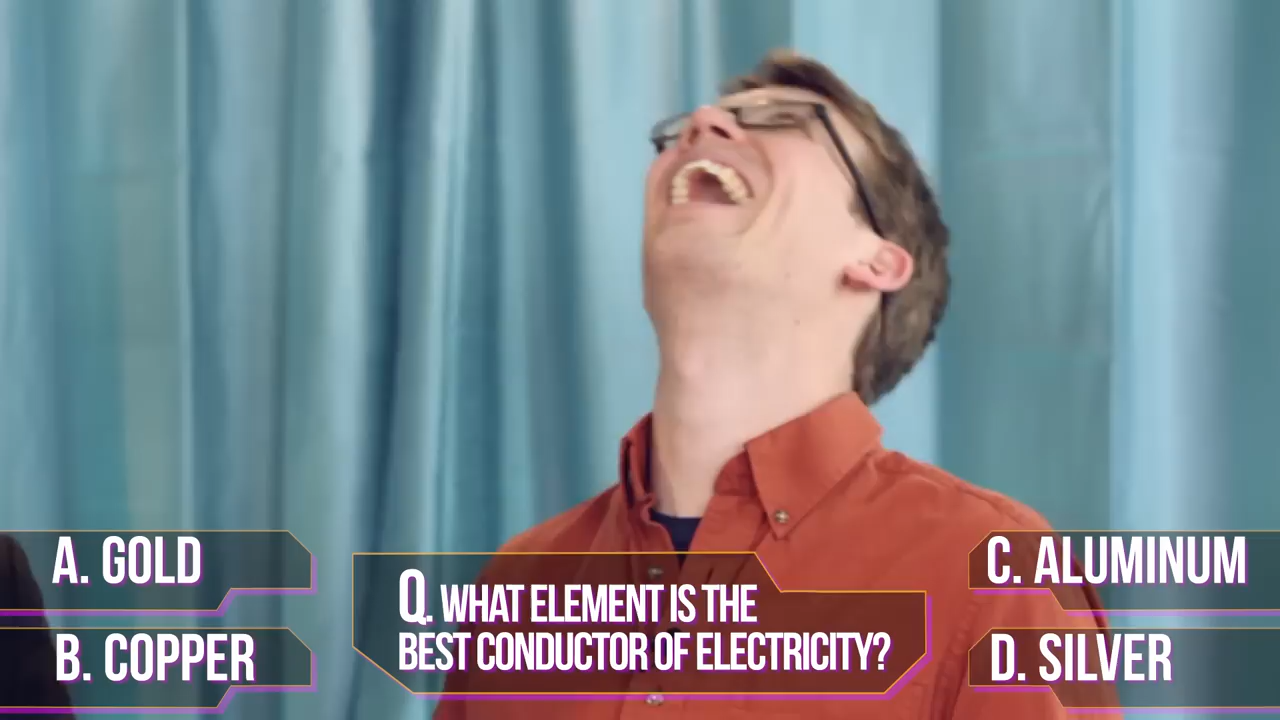 A. GOLD
B. COPPER
Q. WHAT ELEMENT IS THE
BEST CONDUCTOR OF ELECTRICITY?
C. ALUMINUM
D. SILVER